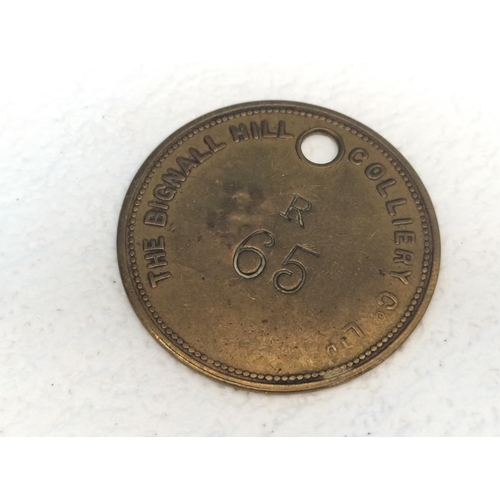 THE BIGNALL HILL COLLIERY CO LTD
R
65